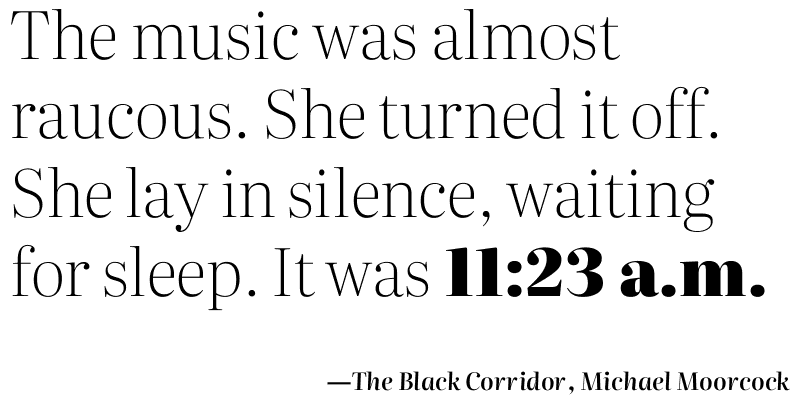 The music was almost
raucous. She turned it off.
She lay in silence, waiting
for sleep. It was 11:23 a.m.
—The Black Corridor, Michael Moorcock